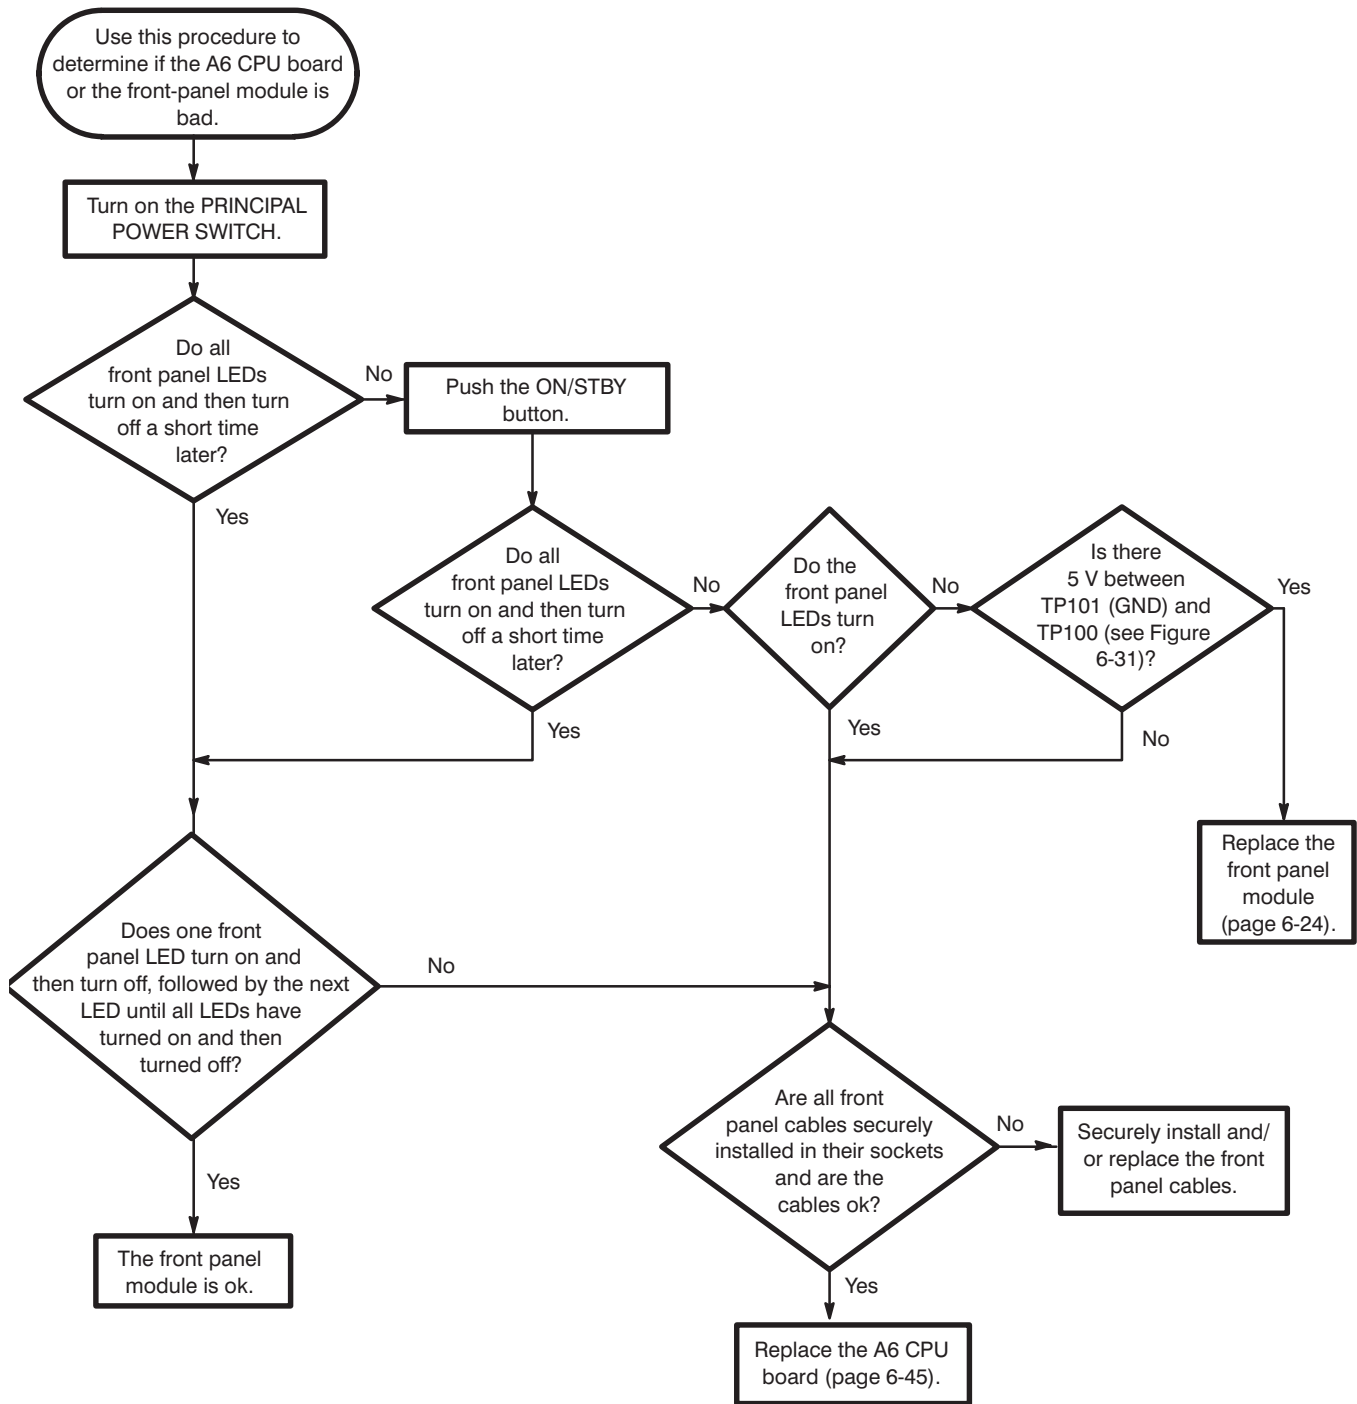 Use this procedure to
determine if the A6 CPU board
or the front-panel module is
bad.
Turn on the PRINCIPAL
POWER SWITCH.
Do all
front panel LEDs
turn on and then turn
off a short time
later?
No
Push the ON/STBY
button.
Yes
Do all
front panel LEDs
turn on and then turn
off a short time
later?
No
Do the
front panel
LEDs turn
on?
No
Is there
5 V between
TP101 (GND) and
TP100 (see Figure
6-31)?
Yes
Yes
Yes
No
Replace the
front panel
module
(page 6-24).
Does one front
panel LED turn on and
then turn off, followed by the next
LED until all LEDs have
turned on and then
turned off?
No
Are all front
panel cables securely
installed in their sockets
and are the
cables ok?
No
Securely install and/
or replace the front
panel cables.
Yes
The front panel
module is ok.
Yes
Replace the A6 CPU
board (page 6-45).